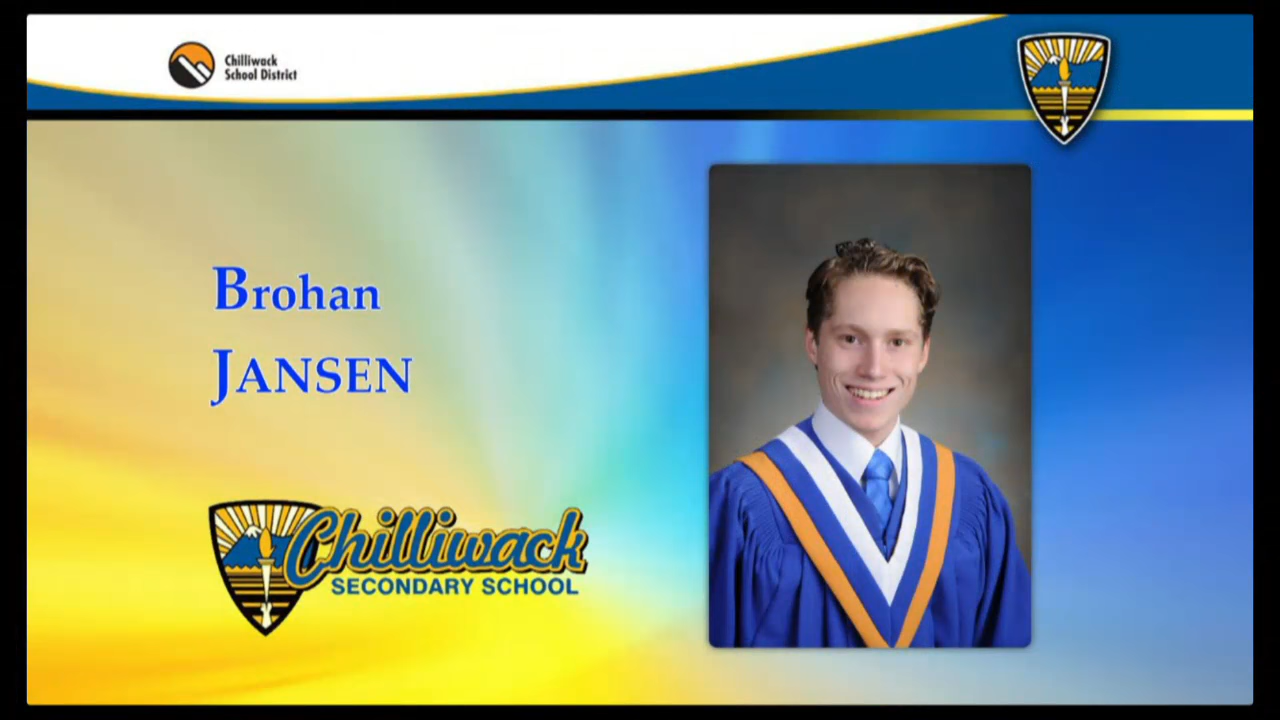 Chilliwack
School District
Brohan
JANSEN
Chilliwack
SECONDARY SCHOOL